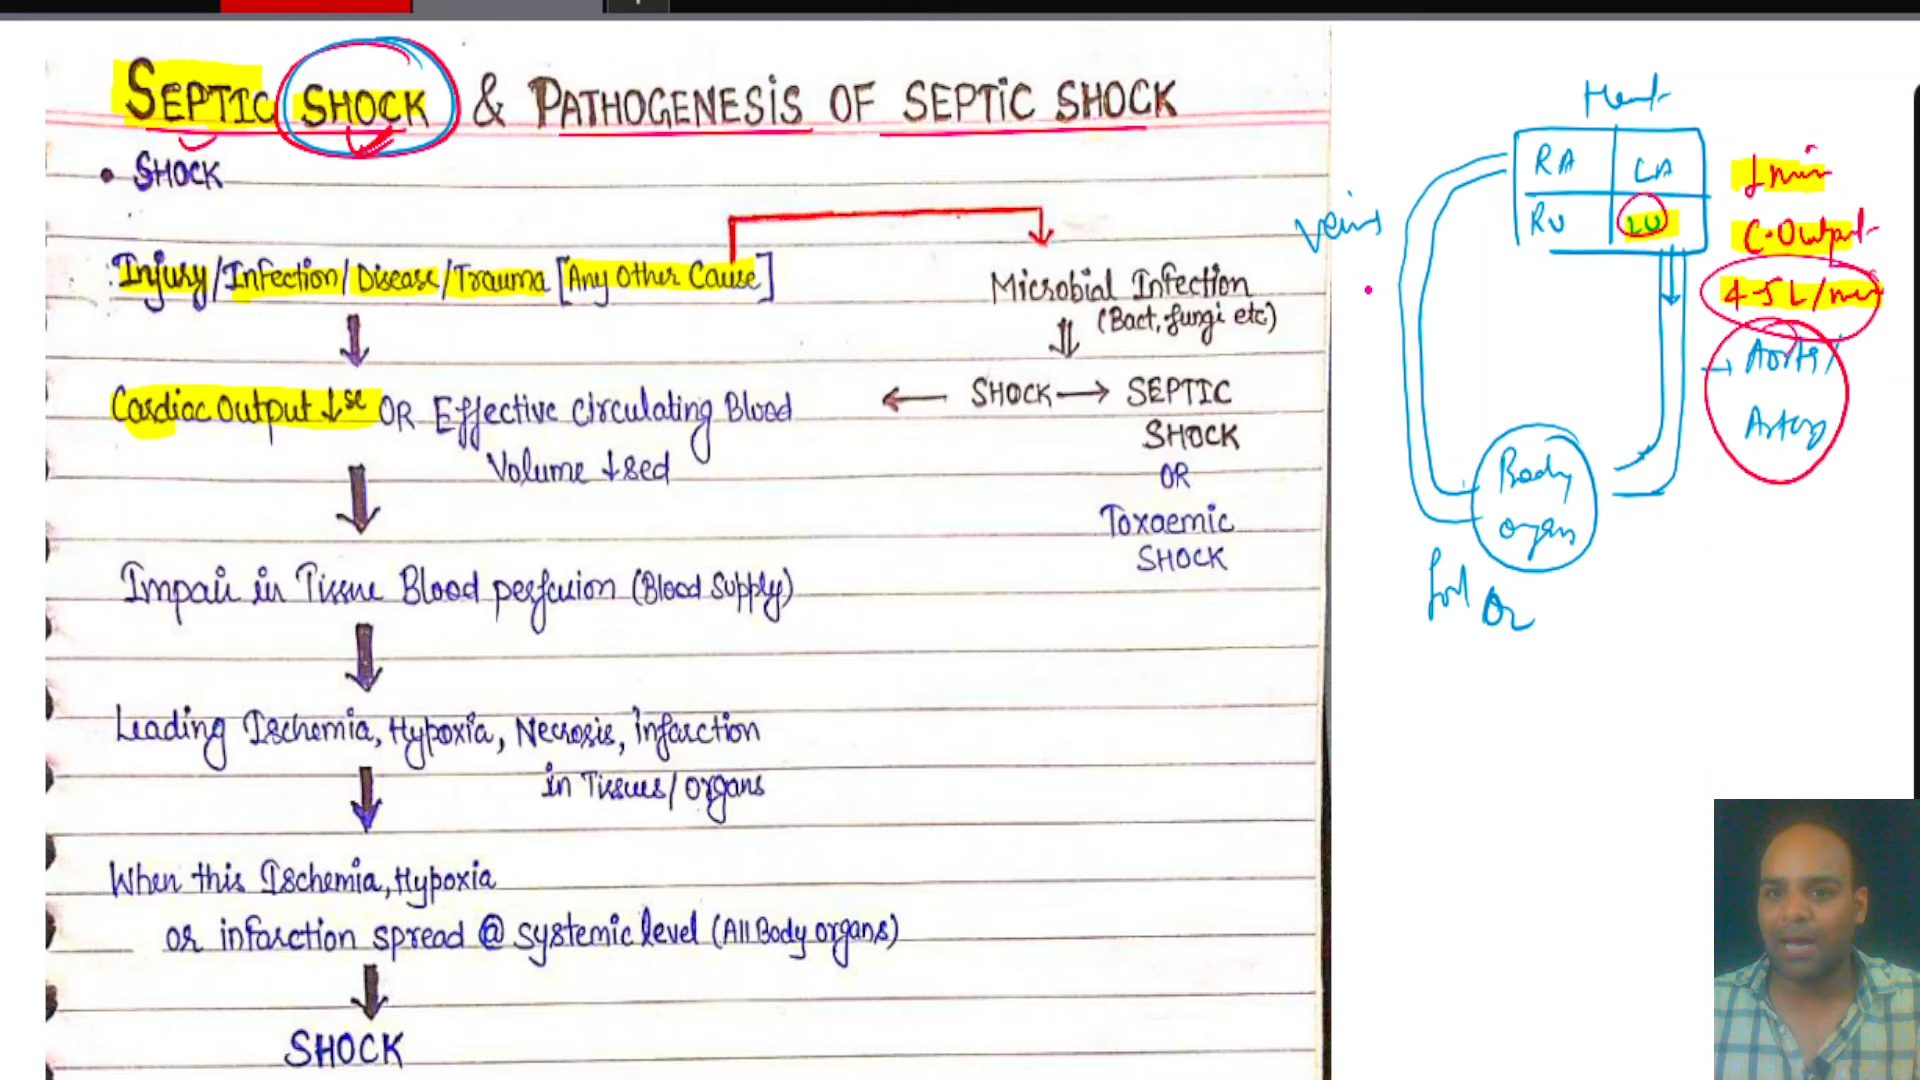 SEPTIC SHOCK & PATHOGENESIS OF SEPTIC SHOCK
• SHOCK
Injury/Infection/Disease/Trauma [Any Other Cause]
Microbial Infection
(Bact, fungi etc)
Cardiac Output ↓se OR Effective Circulating Blood
Volume ↓sed
← SHOCK → SEPTIC
SHOCK
OR
Toxaemic
SHOCK
Impair in Tissue Blood perfusion (Blood Supply)
Leading Ischemia, Hypoxia, Necrosis, infarction
in Tissues/organs
When this Ischemia, Hypoxia
or infarction spread @ systemic level (All Body organs)
SHOCK
Heart
RA LA
RV LV
Veins
1 min
C.Output
4-5 L/min
→ Aorta/
Artery
Body
organs
O2